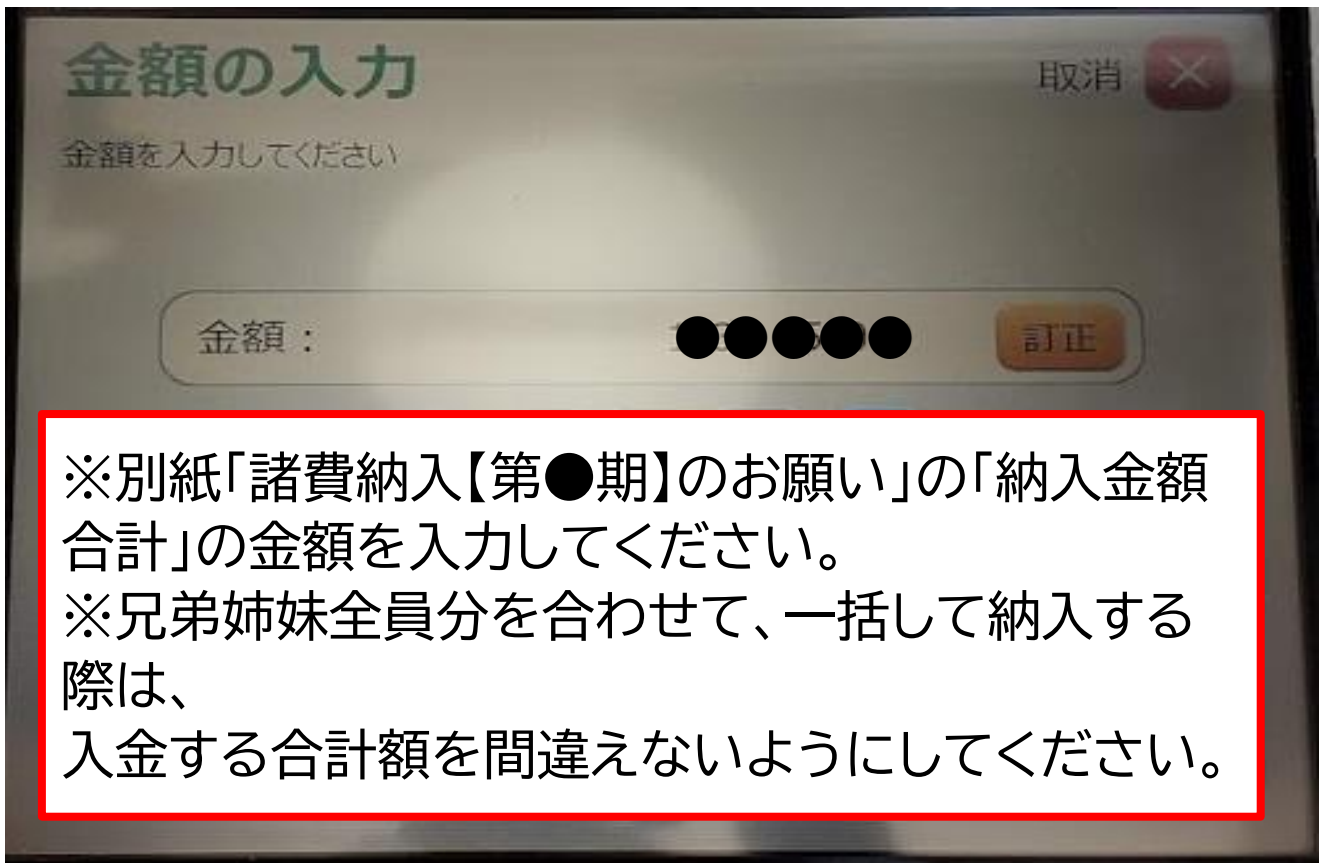 金額の入力
取消
金額を入力してください
金額：
訂正
※別紙「諸費納入【第●期】のお願い」の「納入金額
合計」の金額を入力してください。
※兄弟姉妹全員分を合わせて、一括して納入する
際は、
入金する合計額を間違えないようにしてください。